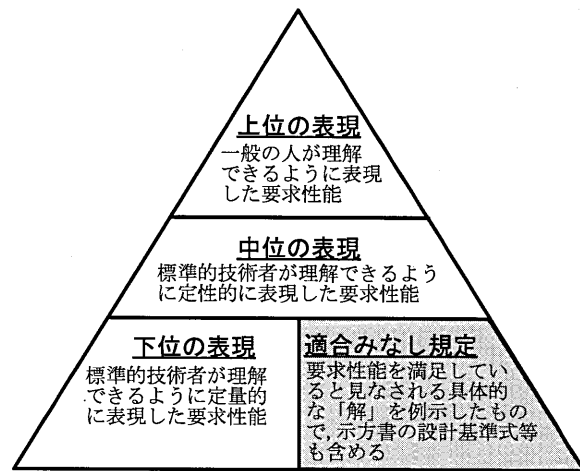 上位の表現
一般の人が理解
できるように表現
した要求性能
中位の表現
標準的技術者が理解できるよう
に定性的に表現した要求性能
下位の表現
標準的技術者が理解
できるように定量的
に表現した要求性能
適合みなし規定
要求性能を満足してい
ると見なされる具体的
な「解」を例示したもの
で,示方書の設計基準式等
も含める